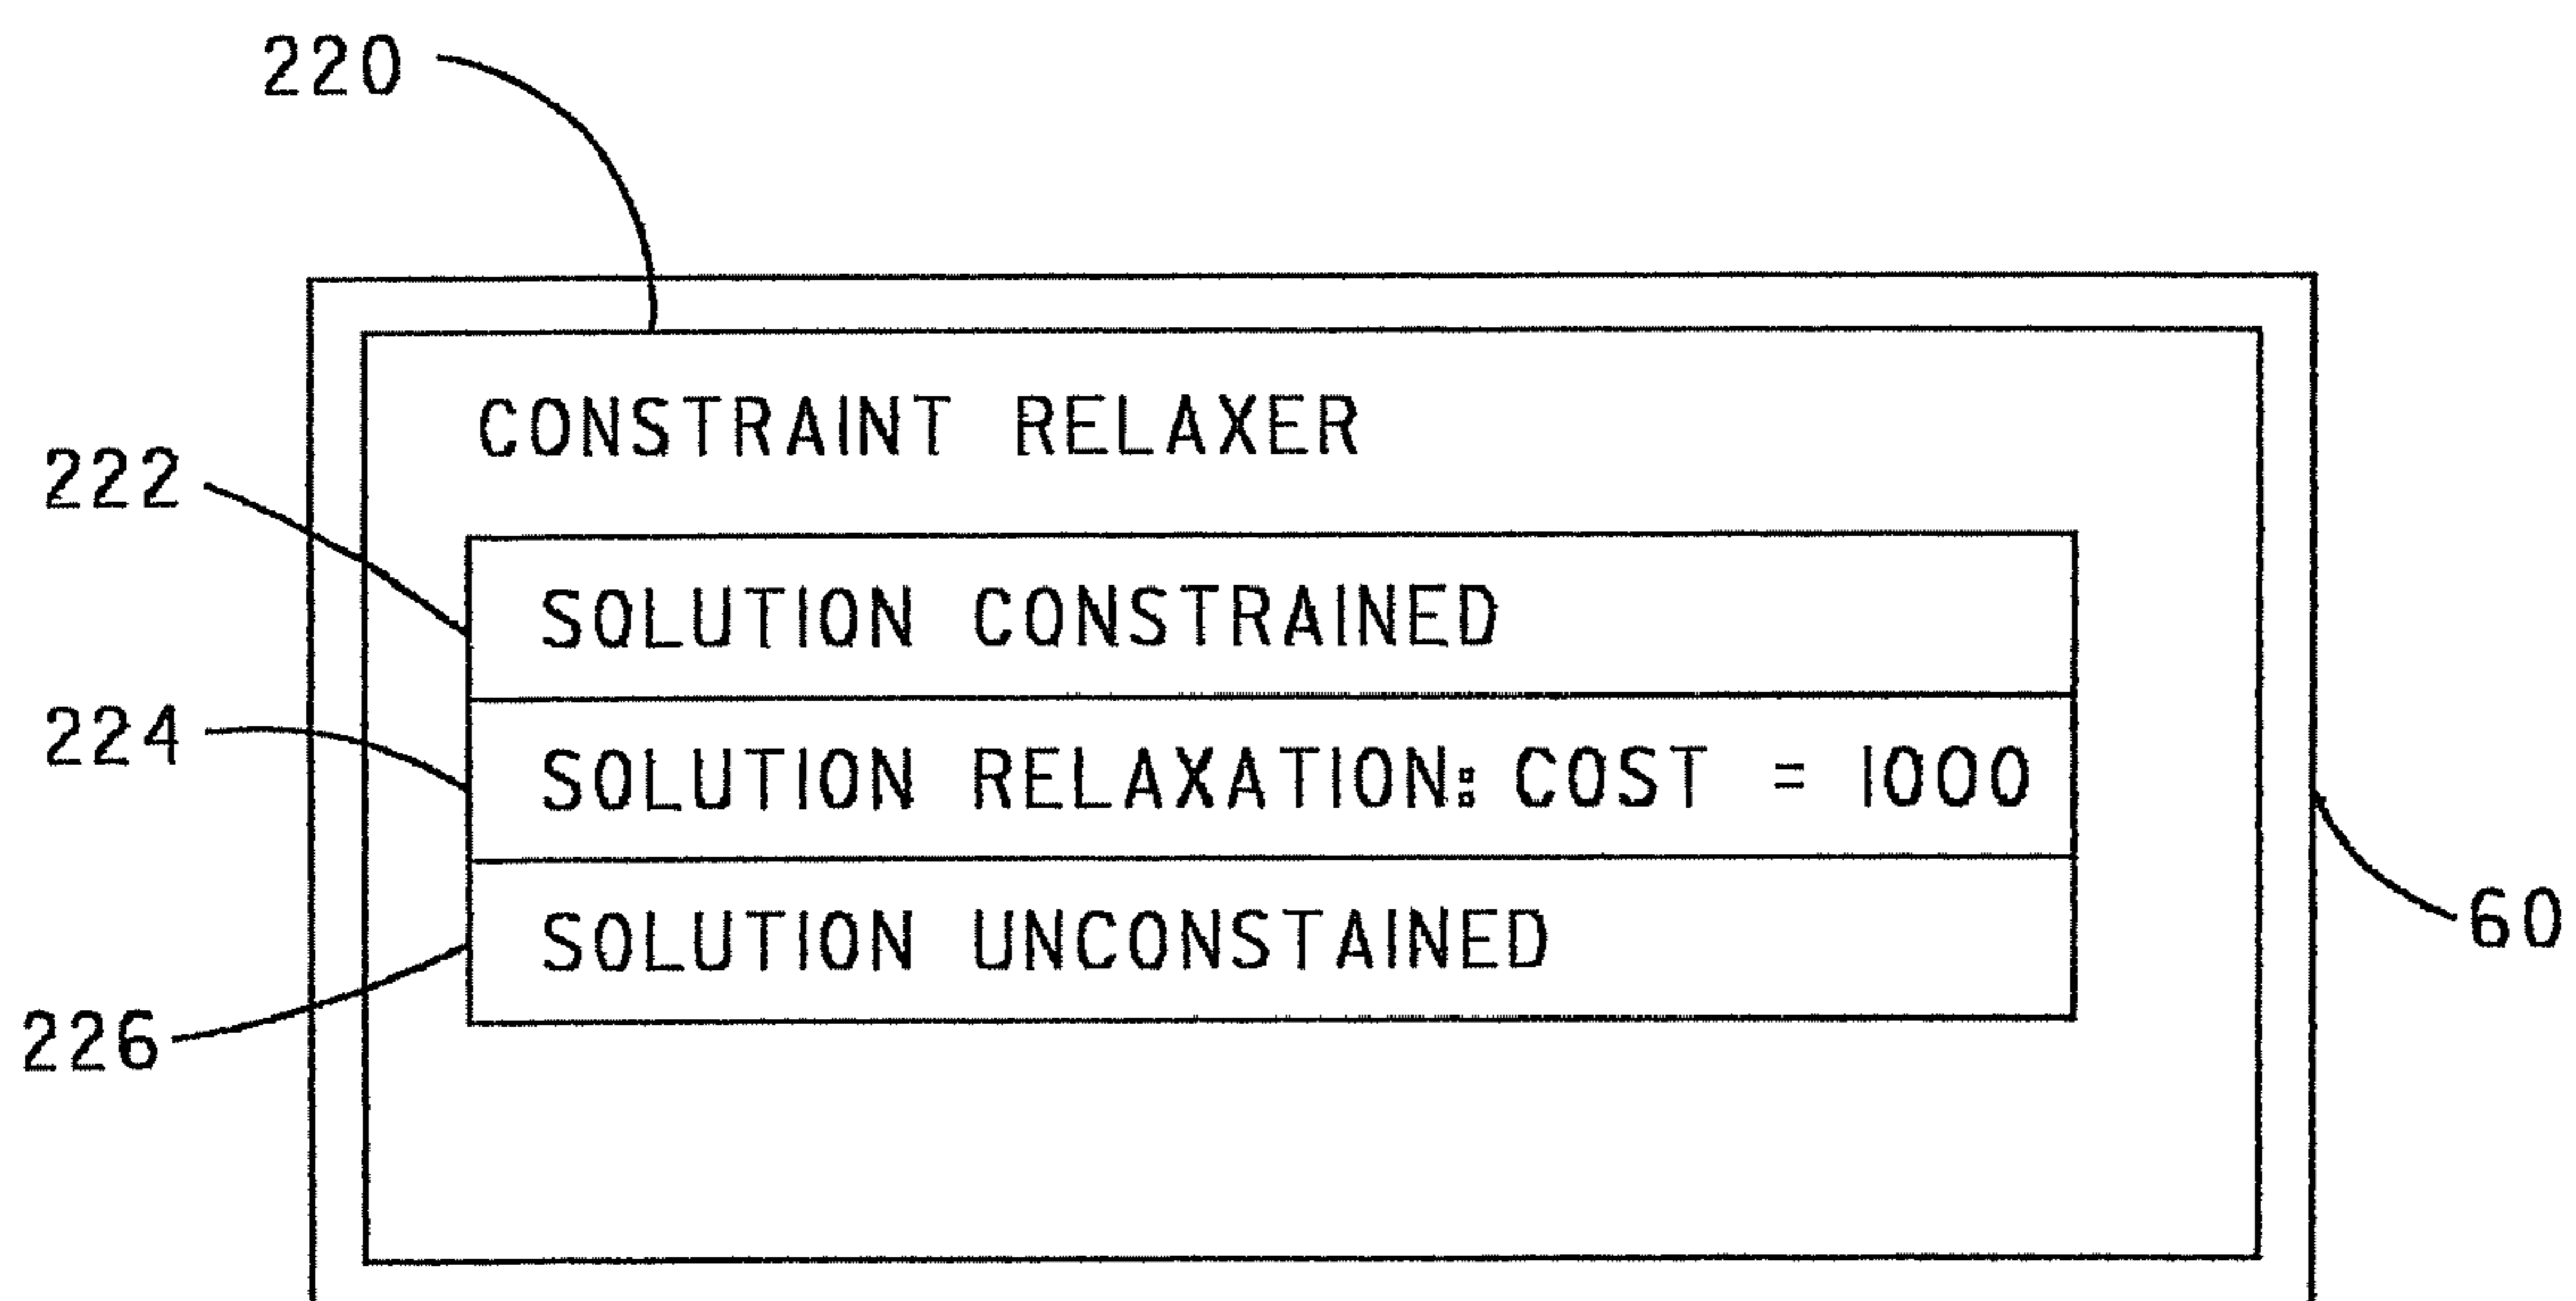 220
CONSTRAINT RELAXER
222
SOLUTION CONSTRAINED
224
SOLUTION RELAXATION: COST = 1000
SOLUTION UNCONSTAINED
60
226